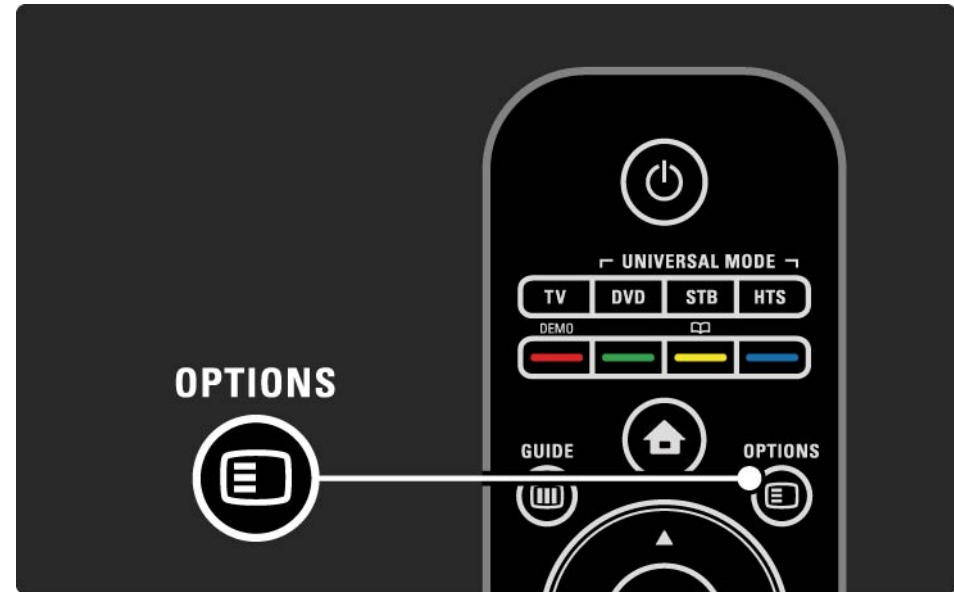 UNIVERSAL MODE
TV DVD STB HTS
DEMO
OPTIONS
GUIDE OPTIONS